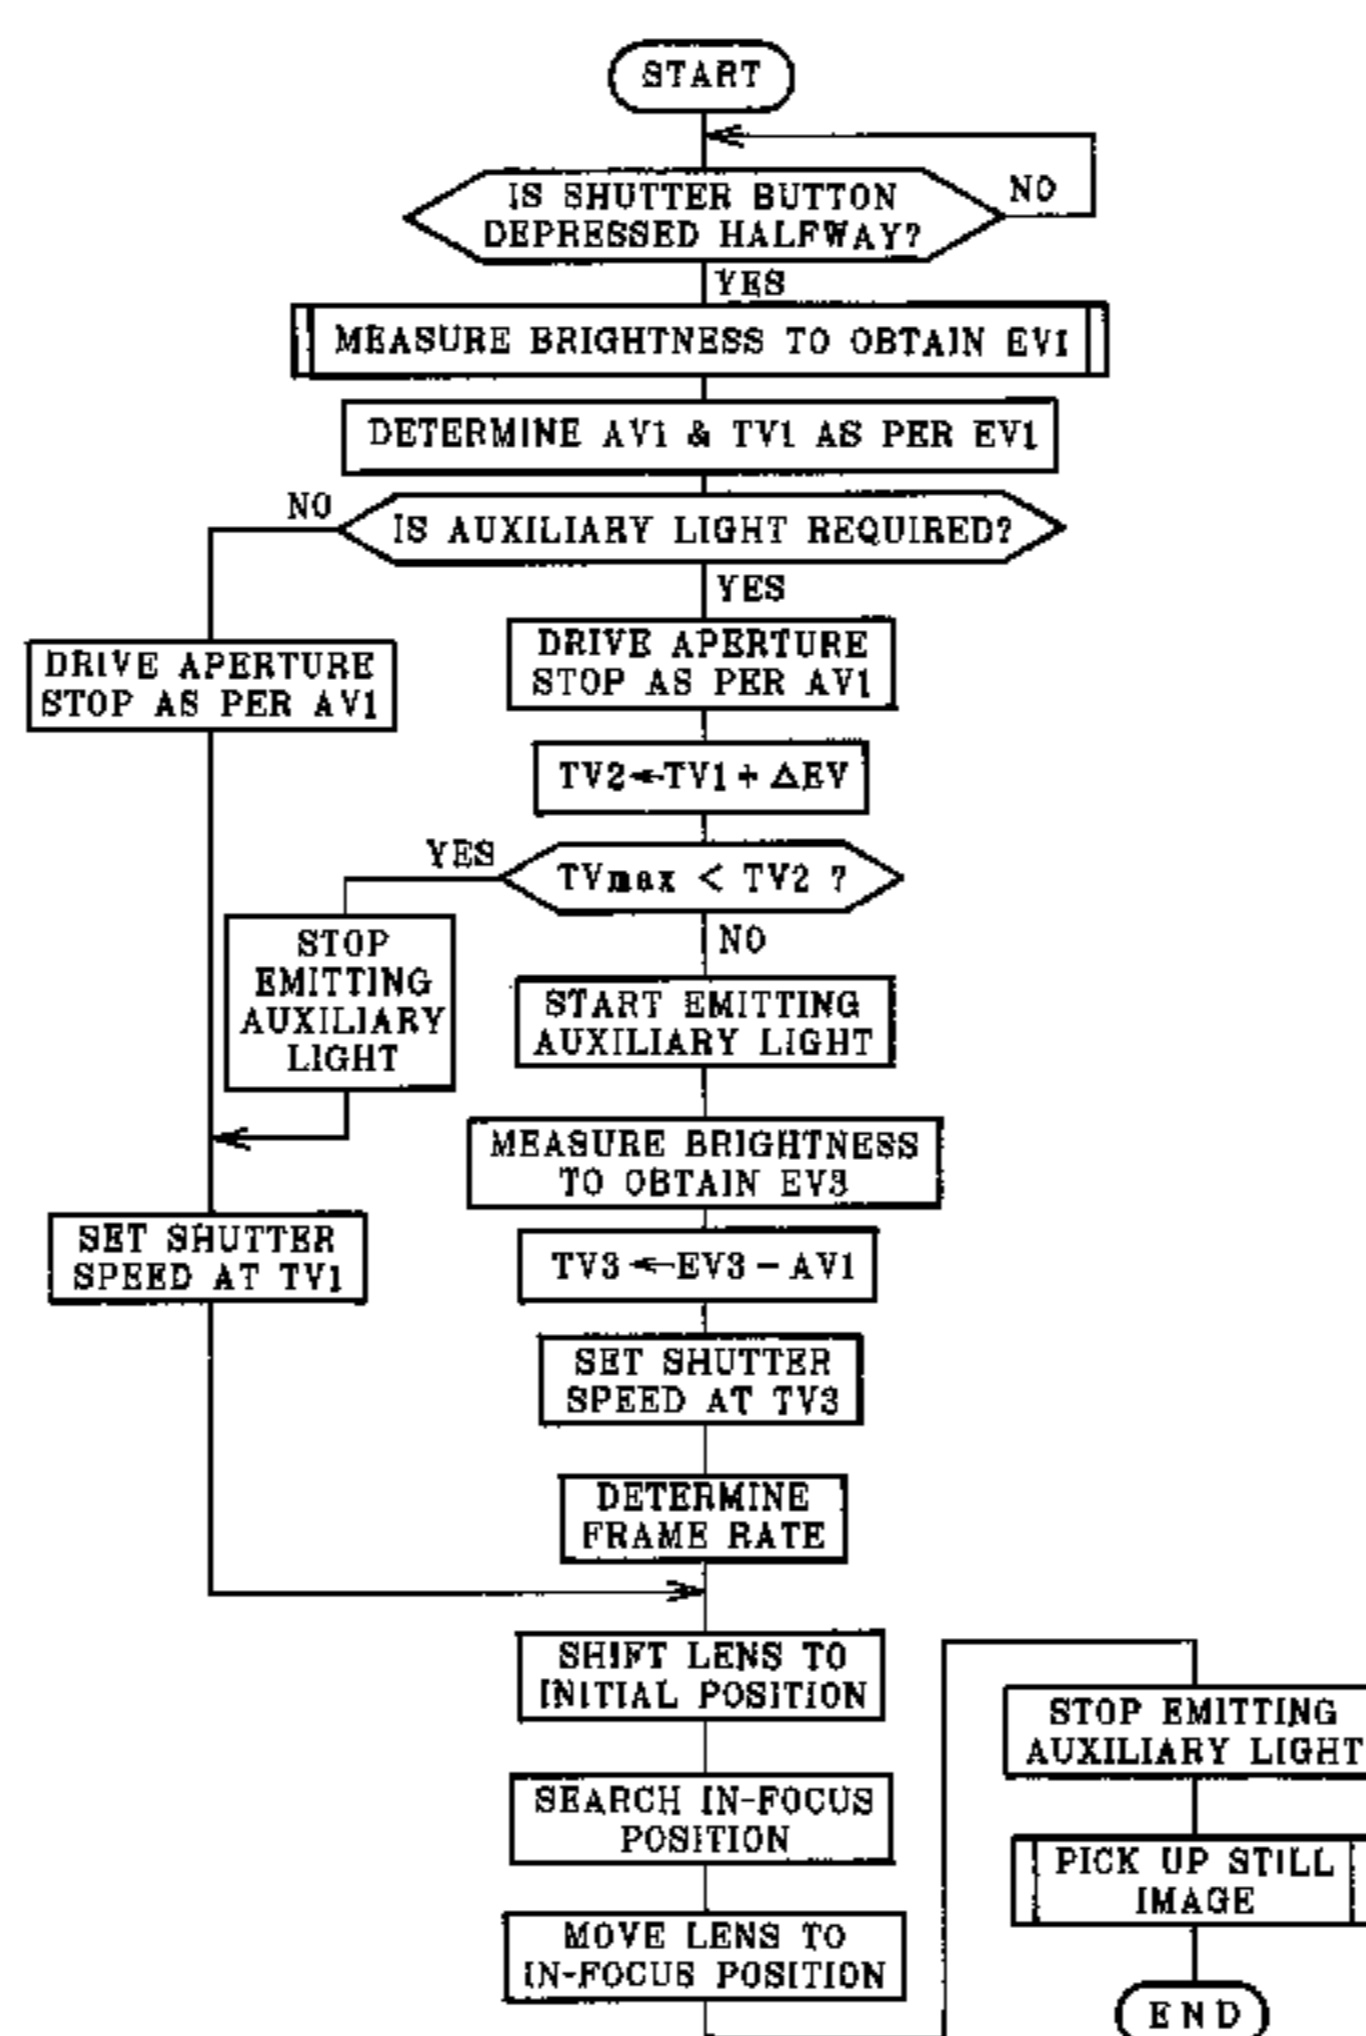 START
IS SHUTTER BUTTON
DEPRESSED HALFWAY?
NO
YES
MEASURE BRIGHTNESS TO OBTAIN EV1
DETERMINE AV1 & TV1 AS PER EV1
NO
IS AUXILIARY LIGHT REQUIRED?
YES
DRIVE APERTURE
STOP AS PER AV1
DRIVE APERTURE
STOP AS PER AV1
TV2←TV1+ΔEV
YES
TVmax < TV2 ?
NO
STOP
EMITTING
AUXILIARY
LIGHT
START EMITTING
AUXILIARY LIGHT
MEASURE BRIGHTNESS
TO OBTAIN EV3
SET SHUTTER
SPEED AT TV1
TV3←EV3-AV1
SET SHUTTER
SPEED AT TV3
DETERMINE
FRAME RATE
SHIFT LENS TO
INITIAL POSITION
SEARCH IN-FOCUS
POSITION
MOVE LENS TO
IN-FOCUS POSITION
STOP EMITTING
AUXILIARY LIGHT
PICK UP STILL
IMAGE
END